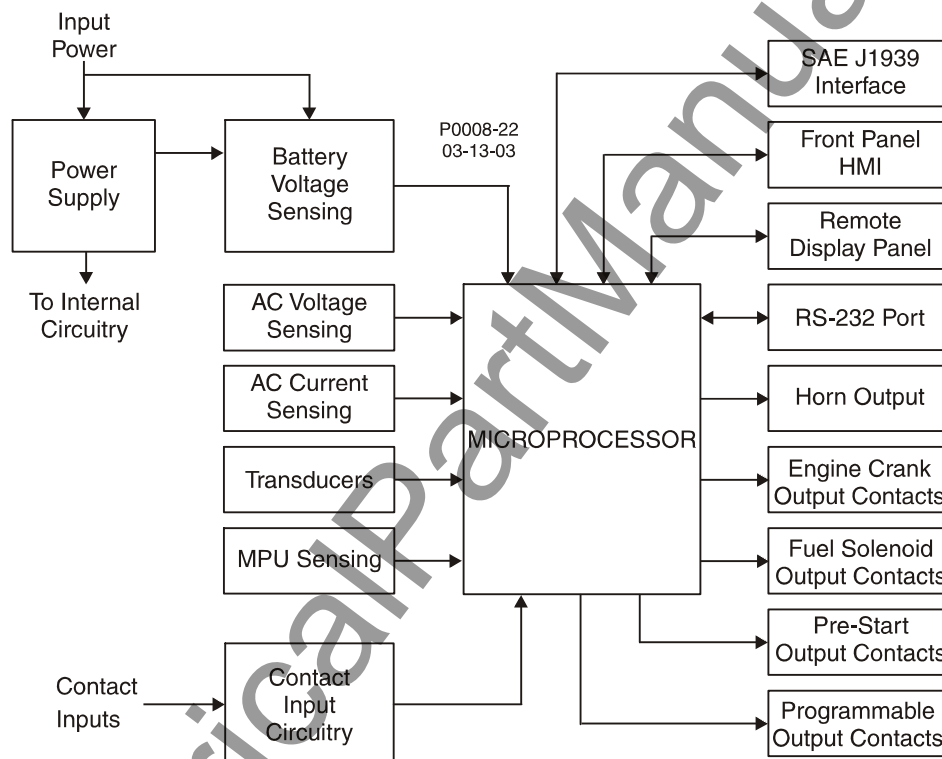 Input
Power
Power
Supply
To Internal
Circuitry
Battery
Voltage
Sensing
P0008-22
03-13-03
AC Voltage
Sensing
AC Current
Sensing
Transducers
MPU Sensing
Contact
Inputs
Contact
Input
Circuitry
MICROPROCESSOR
SAE J1939
Interface
Front Panel
HMI
Remote
Display Panel
RS-232 Port
Horn Output
Engine Crank
Output Contacts
Fuel Solenoid
Output Contacts
Pre-Start
Output Contacts
Programmable
Output Contacts
icalPartManua